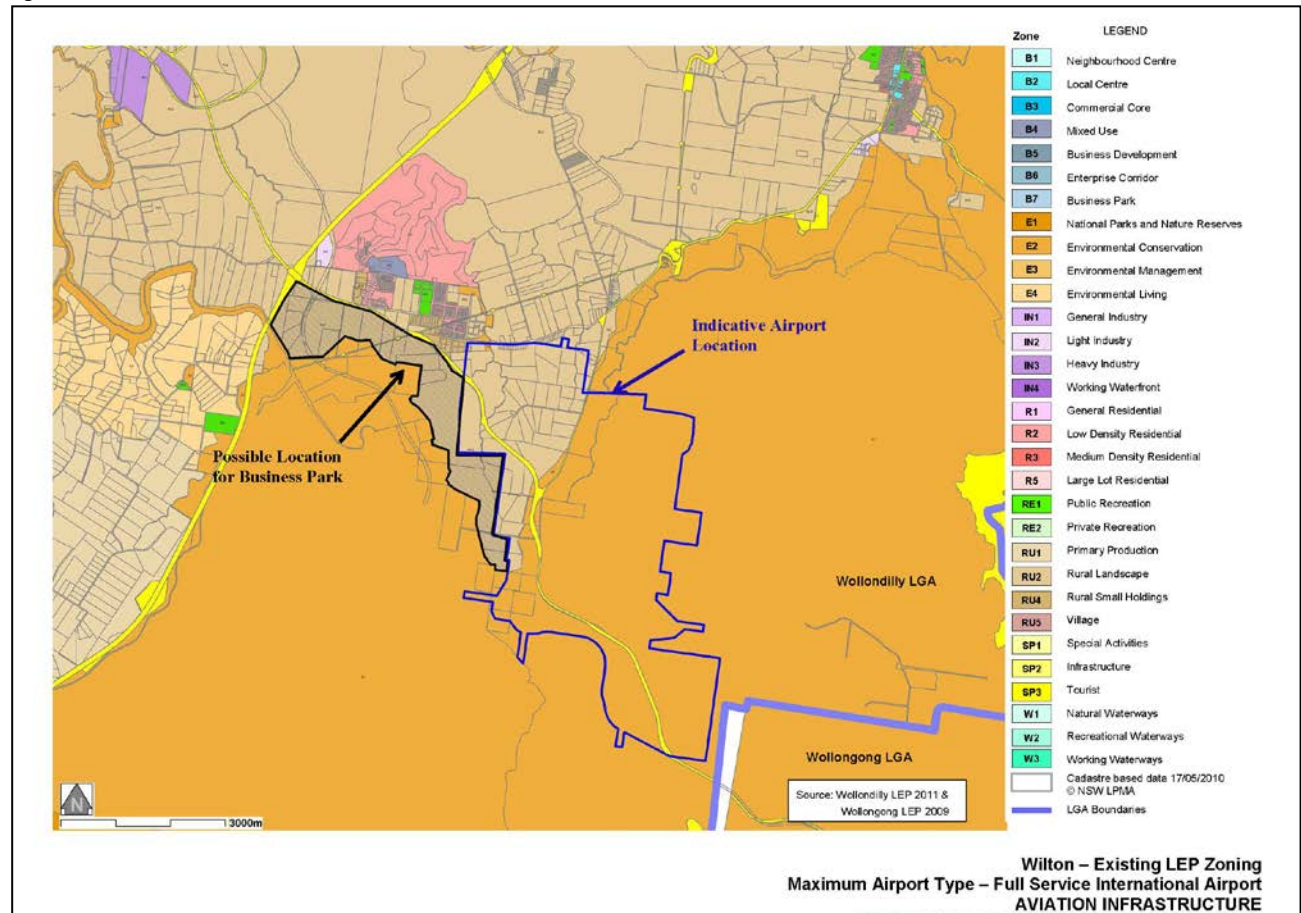 Zone
LEGEND
B1 Neighbourhood Centre
B2 Local Centre
B3 Commercial Core
B4 Mixed Use
B5 Business Development
B6 Enterprise Corridor
B7 Business Park
E1 National Parks and Nature Reserves
E2 Environmental Conservation
E3 Environmental Management
E4 Environmental Living
IN1 General Industry
IN2 Light Industry
IN3 Heavy Industry
IN4 Working Waterfront
R1 General Residential
R2 Low Density Residential
R3 Medium Density Residential
R5 Large Lot Residential
RE1 Public Recreation
RE2 Private Recreation
RU1 Primary Production
RU2 Rural Landscape
RU4 Rural Small Holdings
RU5 Village
SP1 Special Activities
SP2 Infrastructure
SP3 Tourist
W1 Natural Waterways
W2 Recreational Waterways
W3 Working Waterways
Cadastre based data 17/05/2010
© NSW LPMA
LGA Boundaries
Indicative Airport
Location
Possible Location
for Business Park
Wollondilly LGA
Wollongong LGA
Source: Wollondilly LEP 2011 &
Wollongong LEP 2009
N
3000m
Wilton – Existing LEP Zoning
Maximum Airport Type – Full Service International Airport
AVIATION INFRASTRUCTURE